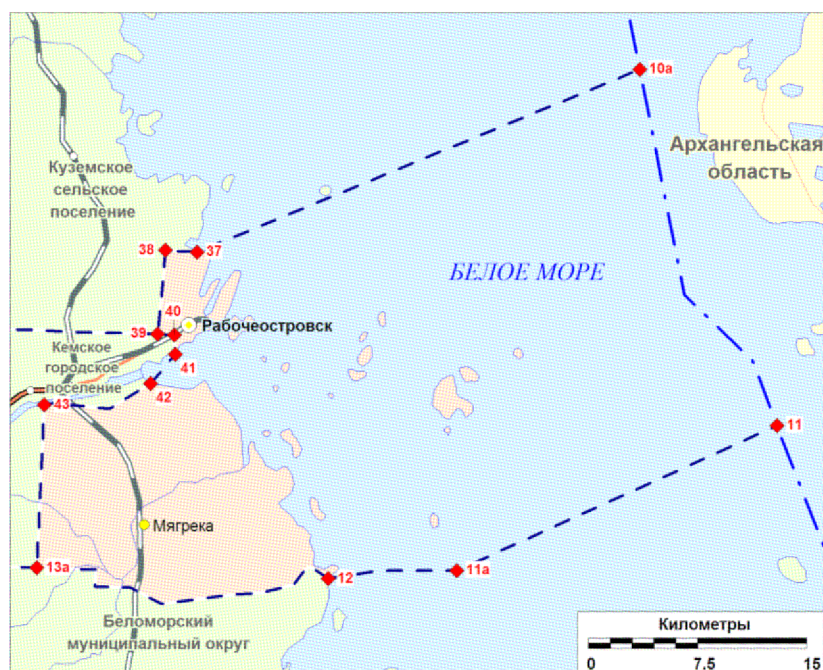 10а
Архангельская
область
Куземское
сельское
поселение
38
37
БЕЛОЕ МОРЕ
40
Рабочеостровск
39
Кемское
городское
поселение
41
42
43
11
Мягрека
13а
12
11а
Беломорский
муниципальный округ
Километры
0 7.5 15